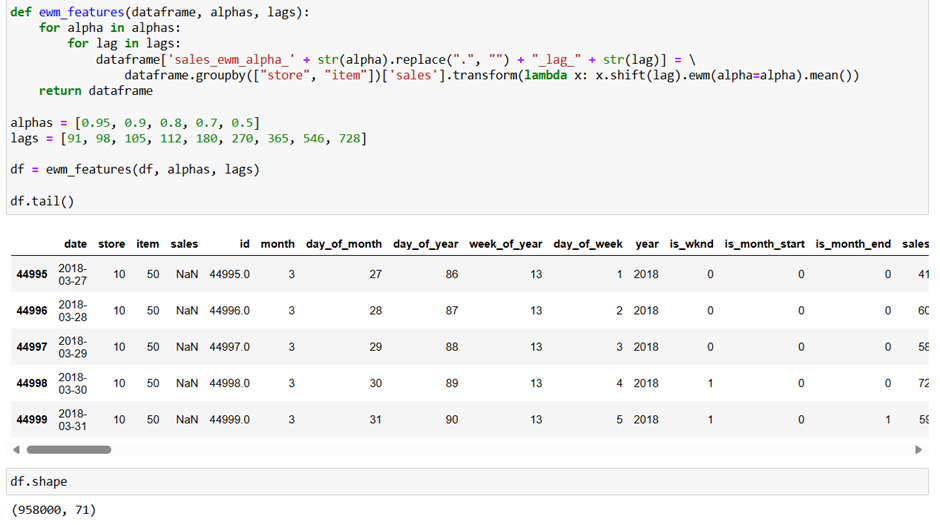 def ewm_features(dataframe, alphas, lags):
    for alpha in alphas:
        for lag in lags:
            dataframe['sales_ewm_alpha_' + str(alpha).replace(".", "") + "_lag_" + str(lag)] = \
                dataframe.groupby(["store", "item"])['sales'].transform(lambda x: x.shift(lag).ewm(alpha=alpha).mean())
    return dataframe
alphas = [0.95, 0.9, 0.8, 0.7, 0.5]
lags = [91, 98, 105, 112, 180, 270, 365, 546, 728]
df = ewm_features(df, alphas, lags)
df.tail()
date store item sales id month day_of_month day_of_year week_of_year day_of_week year is_wknd is_month_start is_month_end sales
44995 2018-03-27 10 50 NaN 44995.0 3 27 86 13 1 2018 0 0 0 41
44996 2018-03-28 10 50 NaN 44996.0 3 28 87 13 2 2018 0 0 0 60
44997 2018-03-29 10 50 NaN 44997.0 3 29 88 13 3 2018 0 0 0 58
44998 2018-03-30 10 50 NaN 44998.0 3 30 89 13 4 2018 1 0 0 72
44999 2018-03-31 10 50 NaN 44999.0 3 31 90 13 5 2018 1 0 1 59
df.shape
(958000, 71)